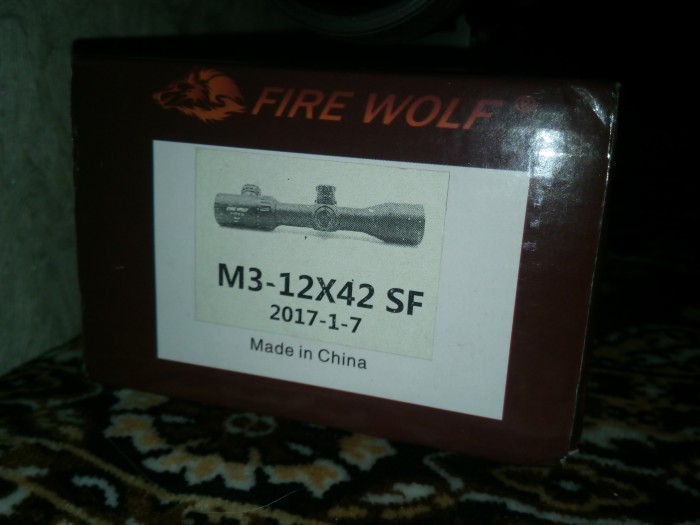 FIRE WOLF ®
M3-12X42 SF
2017-1-7
Made in China